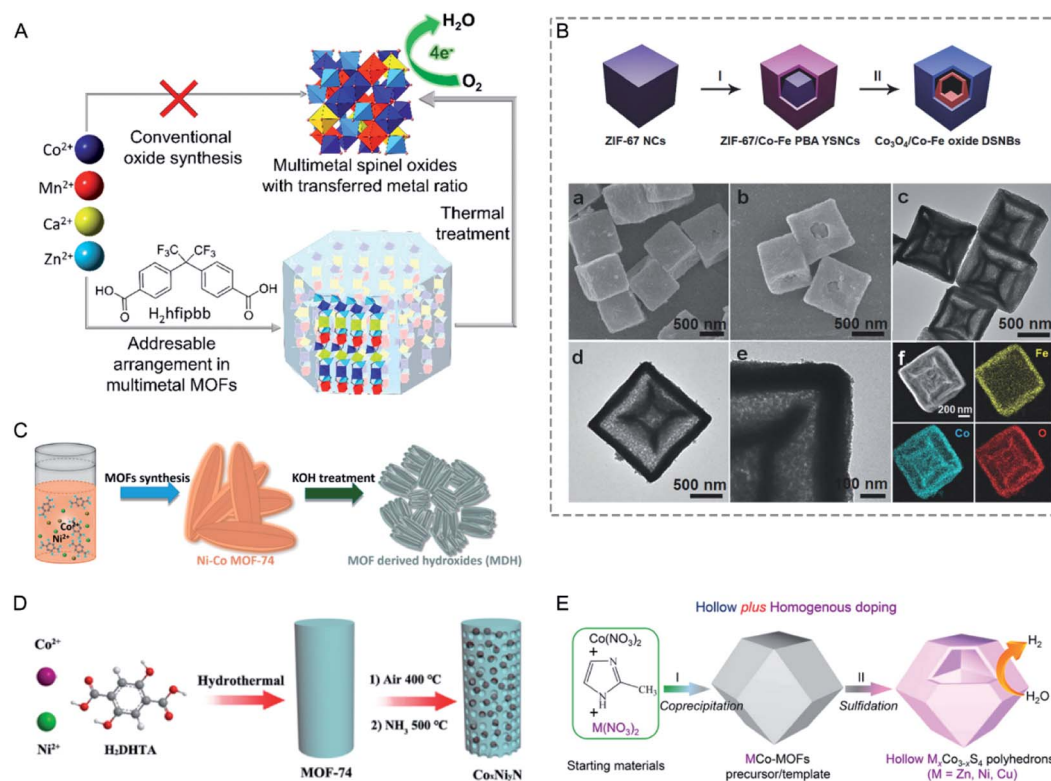 A
H₂O
4e⁻
O₂
Conventional
oxide synthesis
Multimetal spinel oxides
with transferred metal ratio
Thermal
treatment
Co²⁺
Mn²⁺
Ca²⁺
Zn²⁺
F₃C CF₃
HO OH
O O
H₂hfipbb
Addresable
arrangement in
multimetal MOFs
B
I II
ZIF-67 NCs ZIF-67/Co-Fe PBA YSNCs Co₃O₄/Co-Fe oxide DSNBs
a b c
500 nm 500 nm 500 nm
d e f
Fe
200 nm
Co O
500 nm 100 nm
C
MOFs synthesis KOH treatment
Co²⁺
Ni²⁺
Ni-Co MOF-74 MOF derived hydroxides (MDH)
D
Co²⁺
Ni²⁺
H₂DHTA
Hydrothermal
MOF-74
1) Air 400 °C
2) NH₃ 500 °C
CoₓNiᵧN
E
Hollow plus Homogenous doping
Co(NO₃)₂
+
N
CH₃
N
H
+
M(NO₃)₂
Starting materials
I
Coprecipitation
MCo-MOFs
precursor/template
II
Sulfidation
H₂
H₂O
Hollow MₓCo₃₋ₓS₄ polyhedrons
(M = Zn, Ni, Cu)